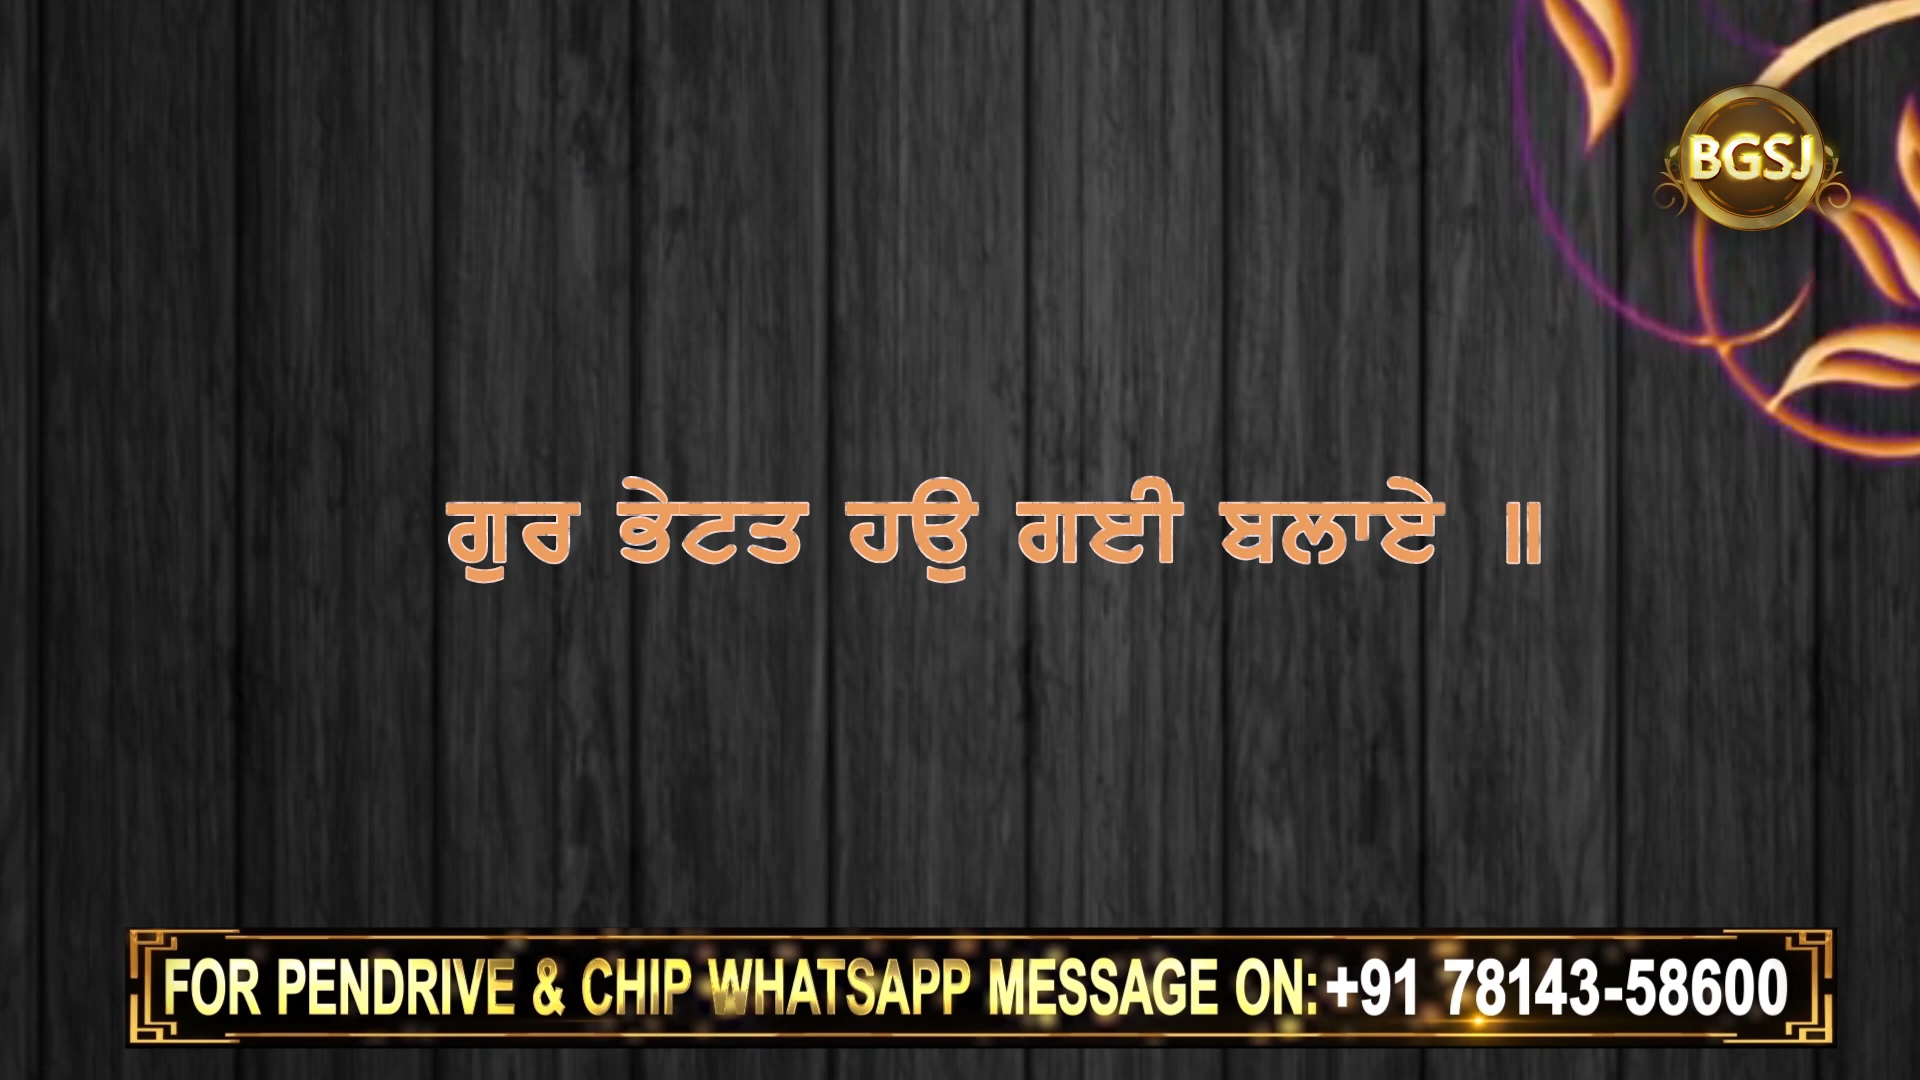 BGSJ
ਗੁਰ ਭੇਟਤ ਹਉ ਗਈ ਬਲਾਏ ॥
FOR PENDRIVE & CHIP WHATSAPP MESSAGE ON:+91 78143-58600